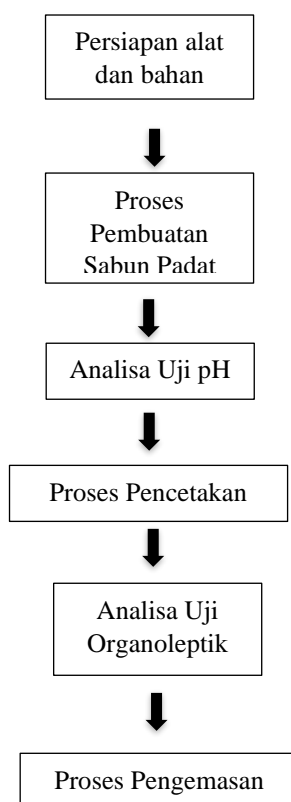 Persiapan alat
dan bahan
Proses
Pembuatan
Sabun Padat
Analisa Uji pH
Proses Pencetakan
Analisa Uji
Organoleptik
Proses Pengemasan